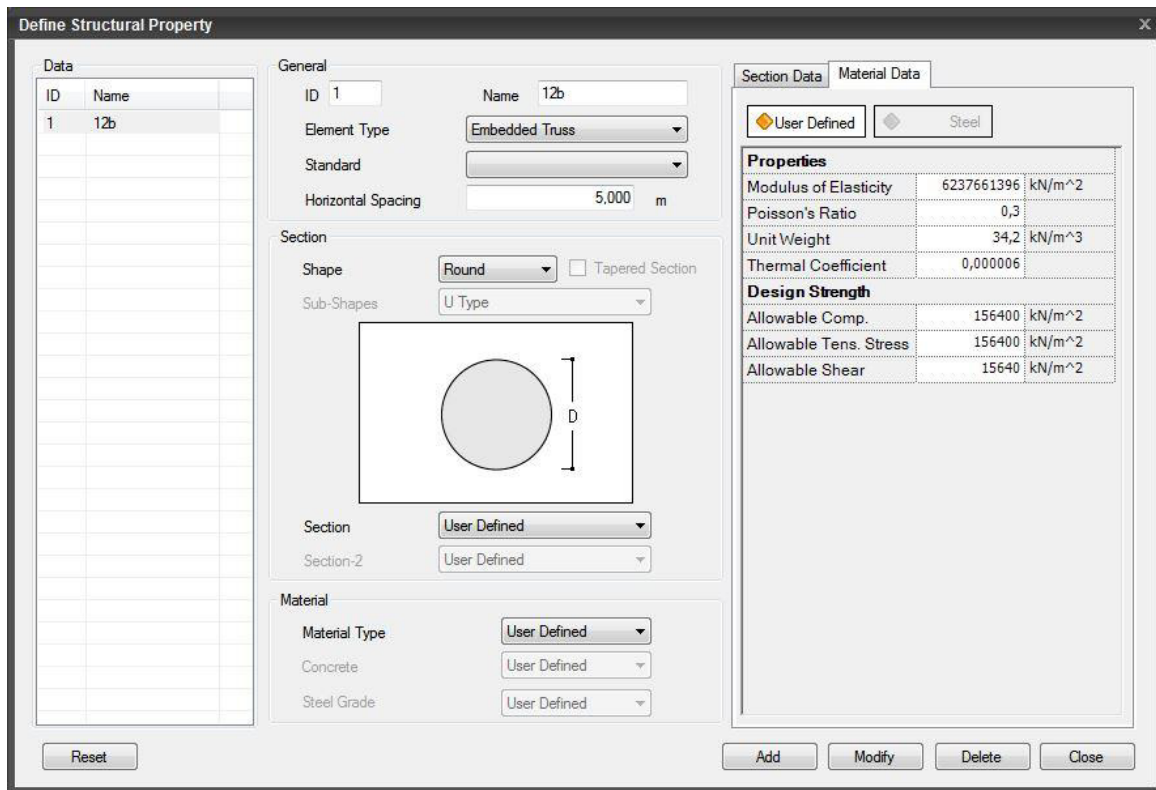 Define Structural Property
x
Data
ID Name
1 12b
General
ID 1 Name 12b
Element Type Embedded Truss
Standard
Horizontal Spacing 5,000 m
Section
Shape Round Tapered Section
Sub-Shapes U Type
D
Section User Defined
Section-2 User Defined
Material
Material Type User Defined
Concrete User Defined
Steel Grade User Defined
Section Data Material Data
User Defined Steel
Properties
Modulus of Elasticity 6237661396 kN/m^2
Poisson's Ratio 0,3
Unit Weight 34,2 kN/m^3
Thermal Coefficient 0,000006
Design Strength
Allowable Comp. 156400 kN/m^2
Allowable Tens. Stress 156400 kN/m^2
Allowable Shear 15640 kN/m^2
Reset Add Modify Delete Close